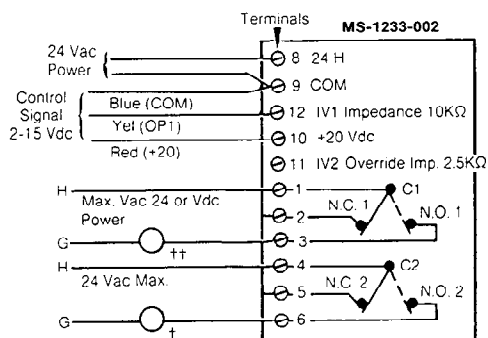 Terminals
MS-1233-002
24 Vac
Power
8 24 H
9 COM
Control
Signal
2-15 Vdc
Blue (COM)
12 IV1 Impedance 10KΩ
Yel (OP1)
10 +20 Vdc
Red (+20)
11 IV2 Override Imp. 2.5KΩ
H
1
C1
Max. Vac 24 or Vdc
Power
2
N.C. 1
N.O. 1
G
††
3
H
4
C2
24 Vac Max.
5
N.C. 2
N.O. 2
G
†
6